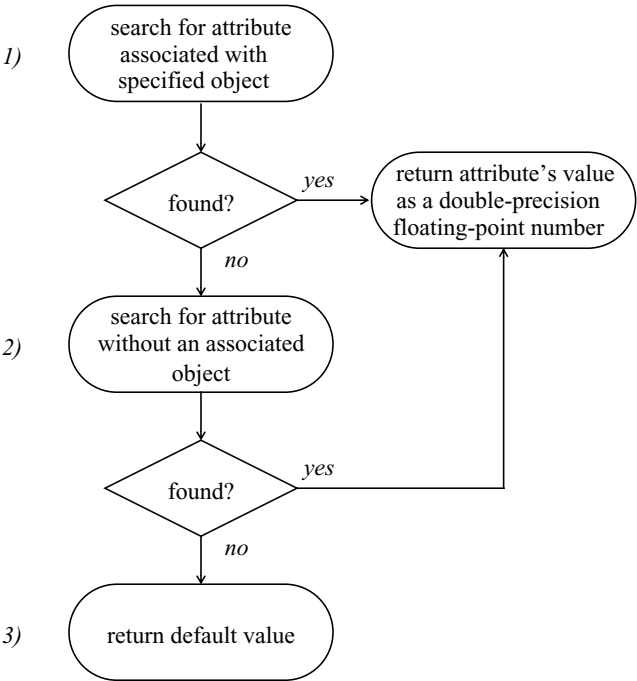 1)
search for attribute
associated with
specified object
found?
yes
return attribute’s value
as a double-precision
floating-point number
no
2)
search for attribute
without an associated
object
found?
yes
no
3)
return default value